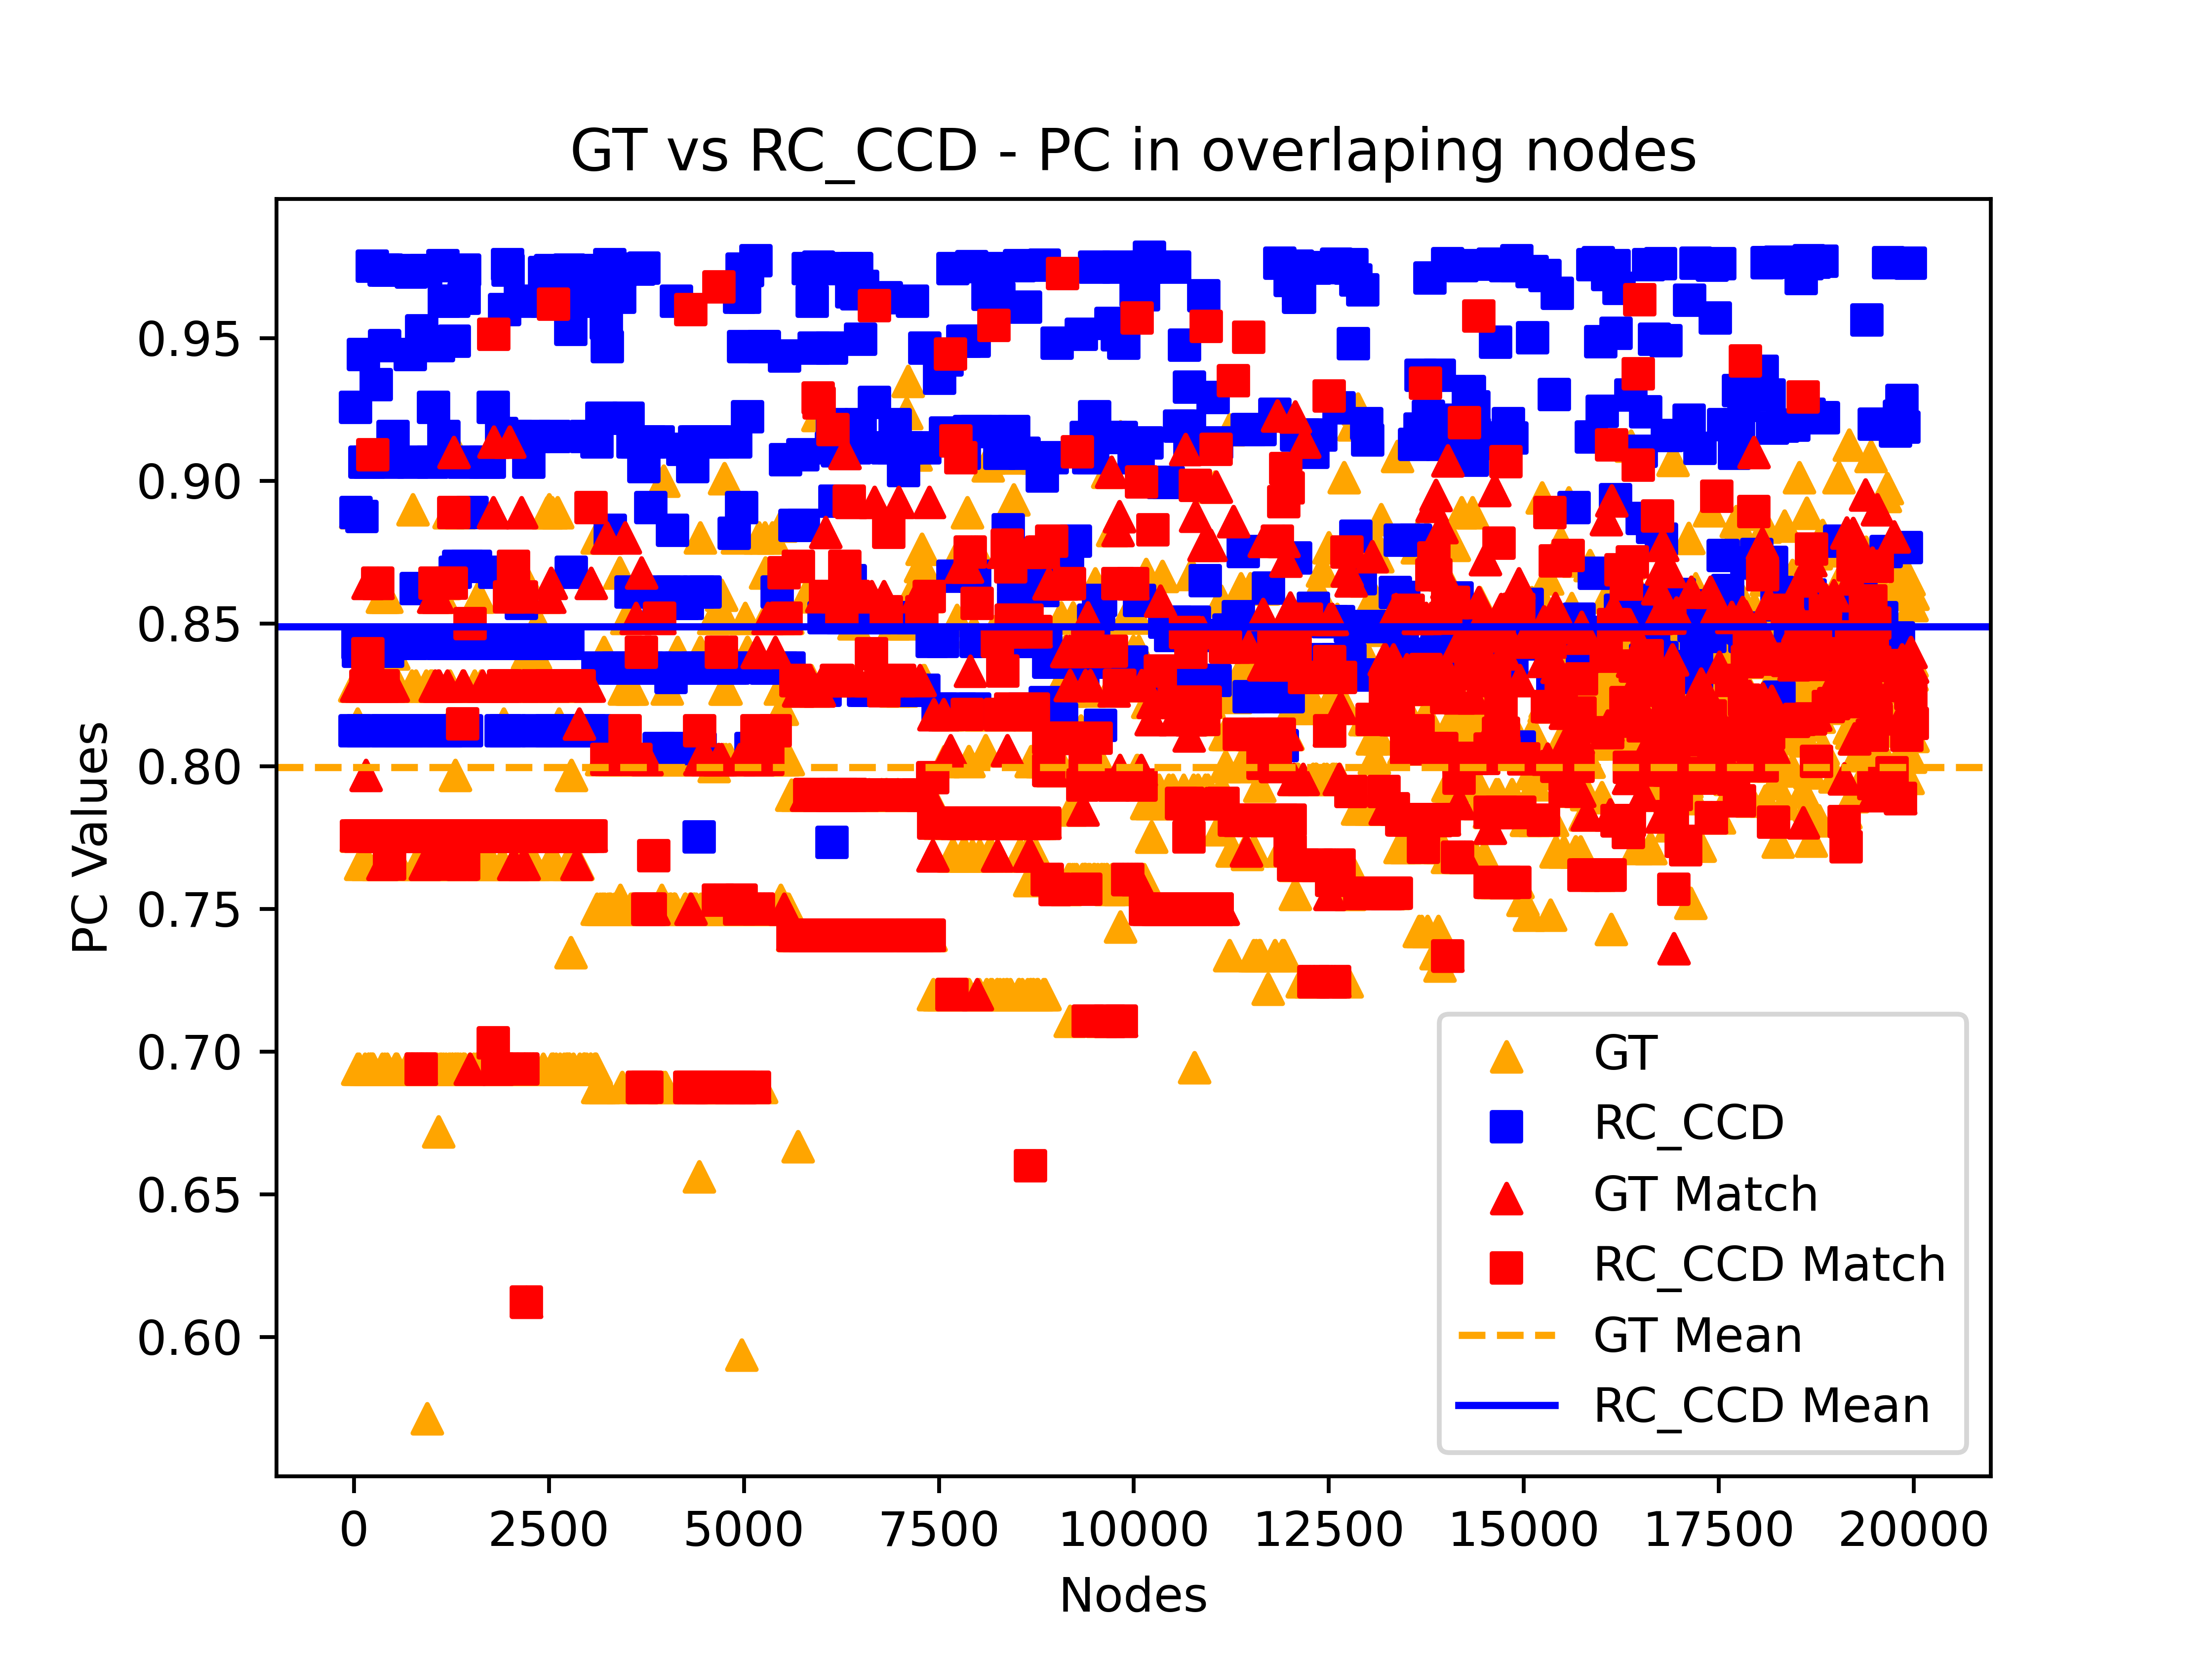 GT vs RC_CCD - PC in overlaping nodes
PC Values
0.95
0.90
0.85
0.80
0.75
0.70
0.65
0.60
GT
RC_CCD
GT Match
RC_CCD Match
GT Mean
RC_CCD Mean
0 2500 5000 7500 10000 12500 15000 17500 20000
Nodes